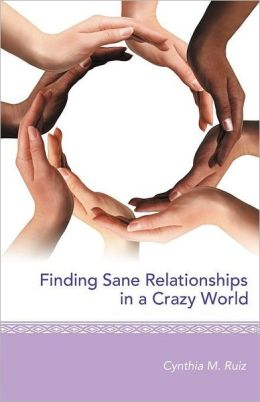 Finding Sane Relationships
in a Crazy World
Cynthia M. Ruiz